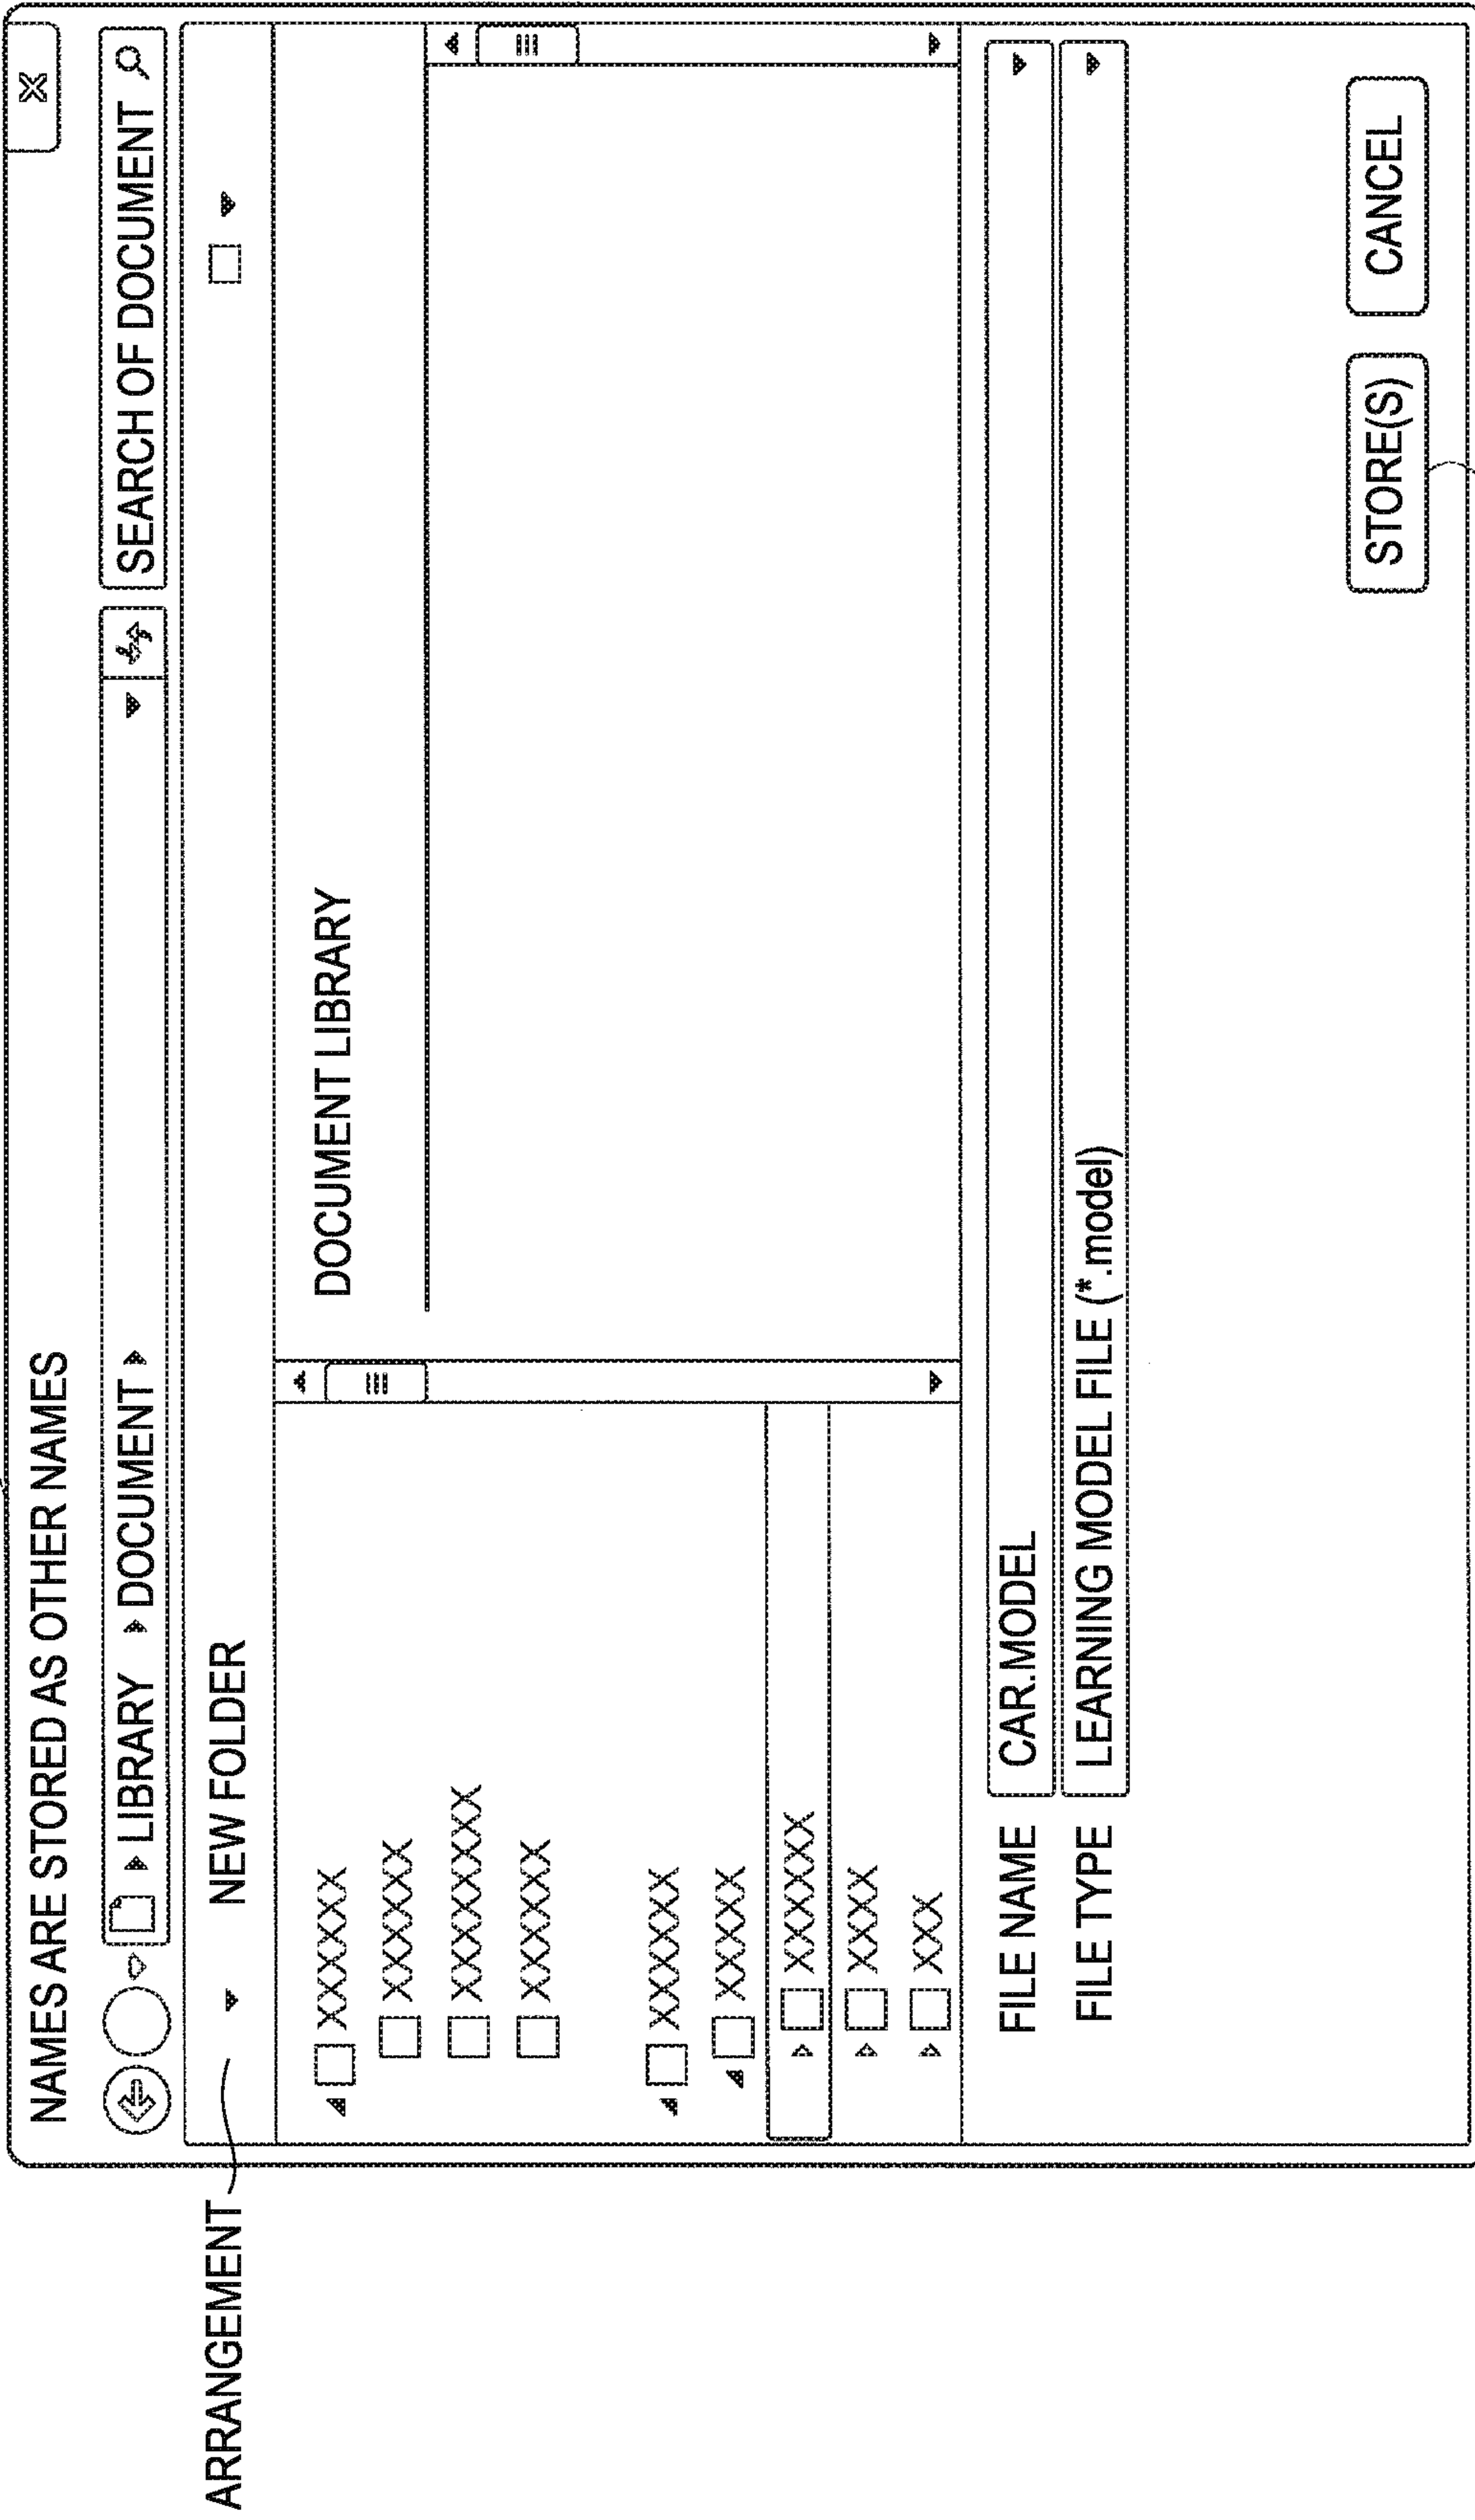 NAMES ARE STORED AS OTHER NAMES
X
LIBRARY DOCUMENT
SEARCH OF DOCUMENT
ARRANGEMENT
NEW FOLDER
DOCUMENT LIBRARY
XXXXXX
XXXXXX
XXXXXXXX
XXXXXX
XXXXXX
XXXXX
XXXXXX
XXXX
XXX
FILE NAME CAR.MODEL
FILE TYPE LEARNING MODEL FILE (*.model)
STORE(S) CANCEL